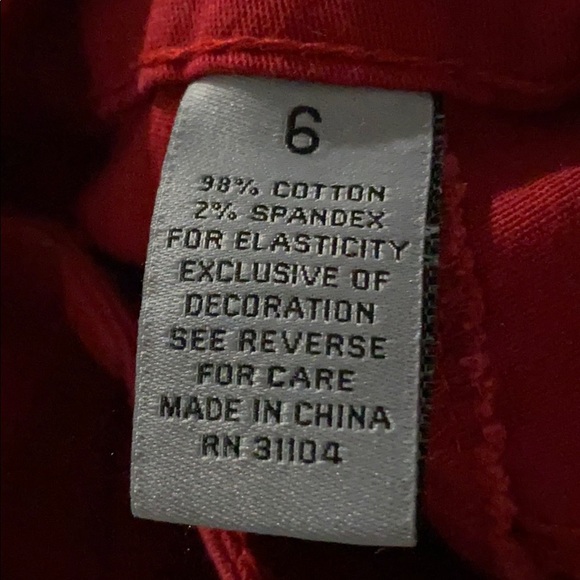 6
98% COTTON
2% SPANDEX
FOR ELASTICITY
EXCLUSIVE OF
DECORATION
SEE REVERSE
FOR CARE
MADE IN CHINA
RN 31104